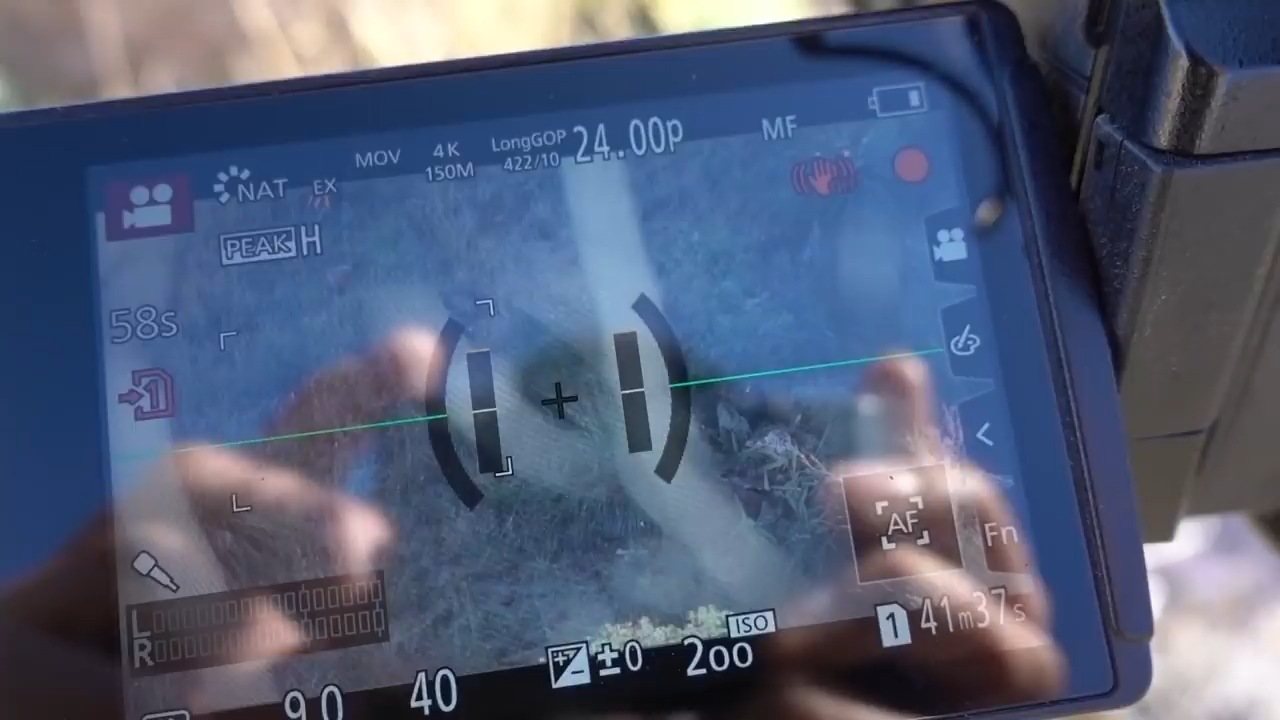 NAT EX MOV 4K 150M LongGOP 422/10 24.00p MF
PEAK H
58s
1
AF
Fn
L
R
1 41m37s
9.0 40 ±0 200 ISO